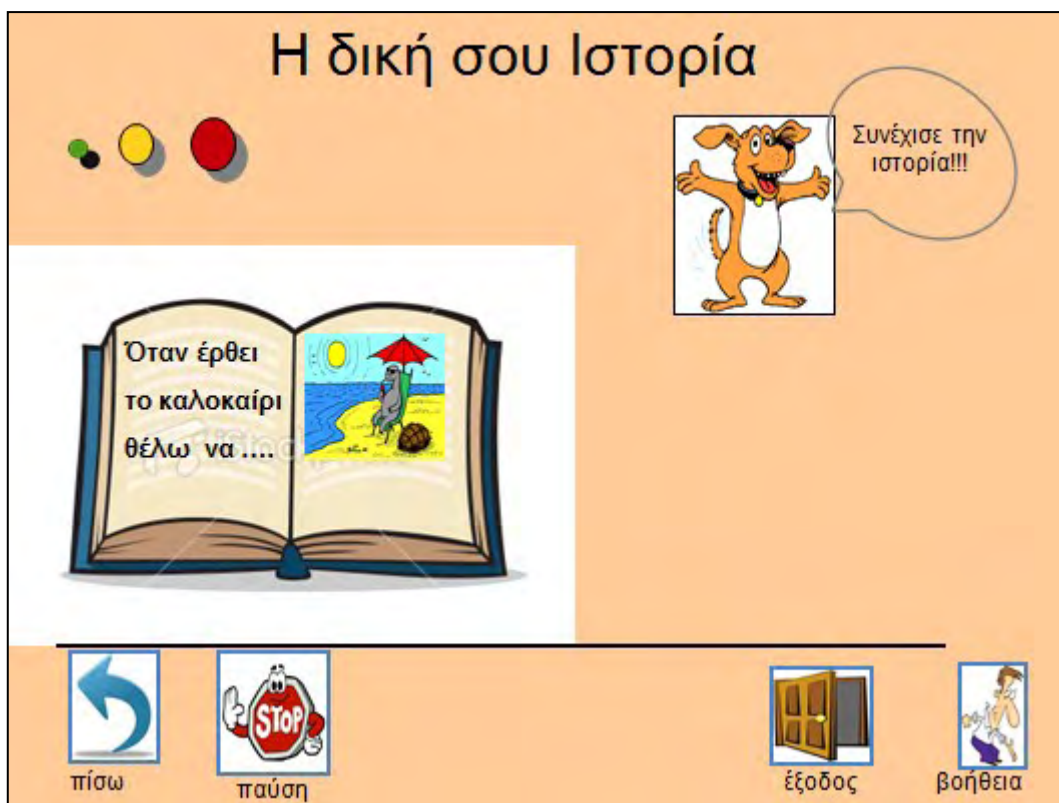 Η δική σου Ιστορία
Συνέχισε την
ιστορία!!!
Όταν έρθει
το καλοκαίρι
θέλω να ....
STOP
πίσω
παύση
έξοδος
βοήθεια